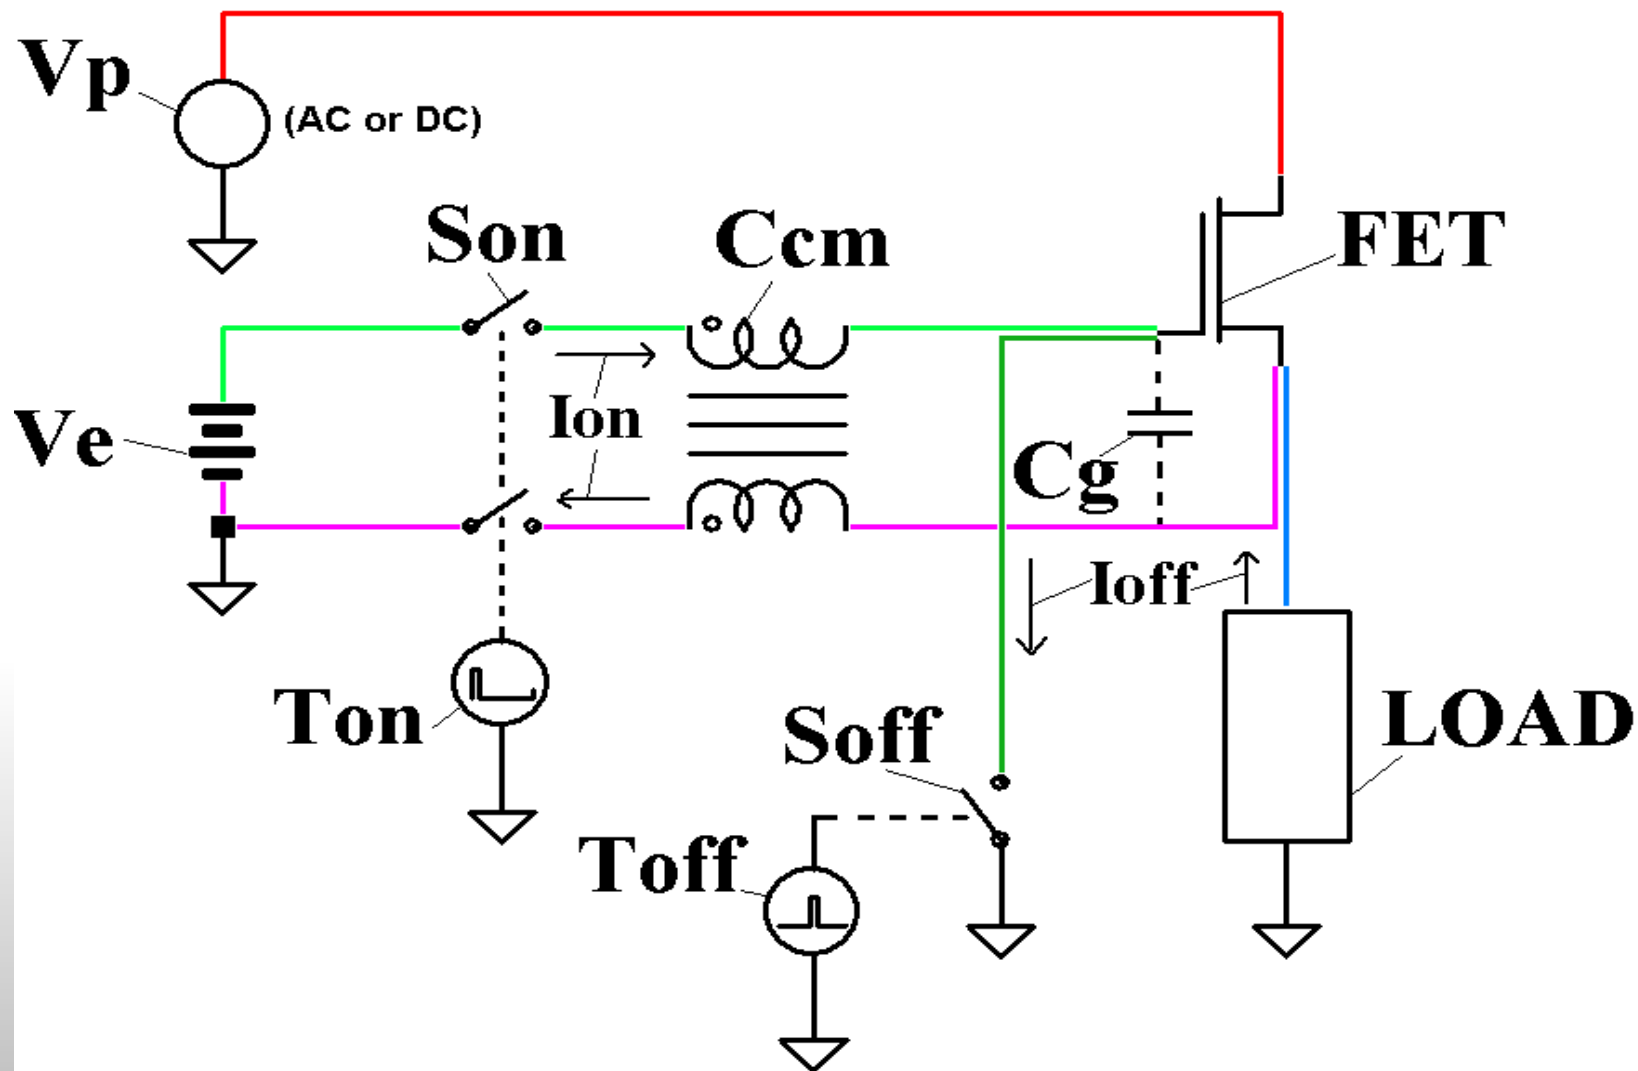 Vp
(AC or DC)
Son
Ccm
FET
Ion
Ve
Cg
Ioff
Ton
Soff
LOAD
Toff